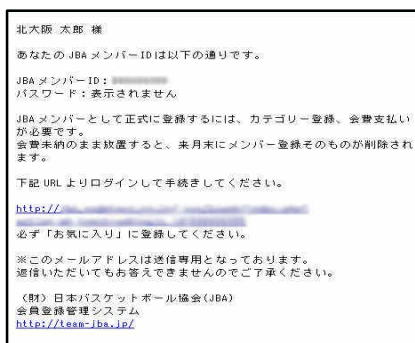 北大阪 太郎 様
あなたの JBA メンバー ID は以下の通りです。
JBA メンバー ID:
パスワード:表示されません
JBA メンバーとして正式に登録するには、カテゴリー登録、会費支払い
が必要です。
会費未納のまま放置すると、来月末にメンバー登録そのものが削除され
ます。
下記 URL よりログインして手続きしてください。
http://
必ず「お気に入り」に登録してください。
※このメールアドレスは送信専用となっております。
返信いただいてもお答えできませんのでご了承ください。
(財)日本バスケットボール協会(JBA)
会員登録管理システム
http://team-jba.jp/